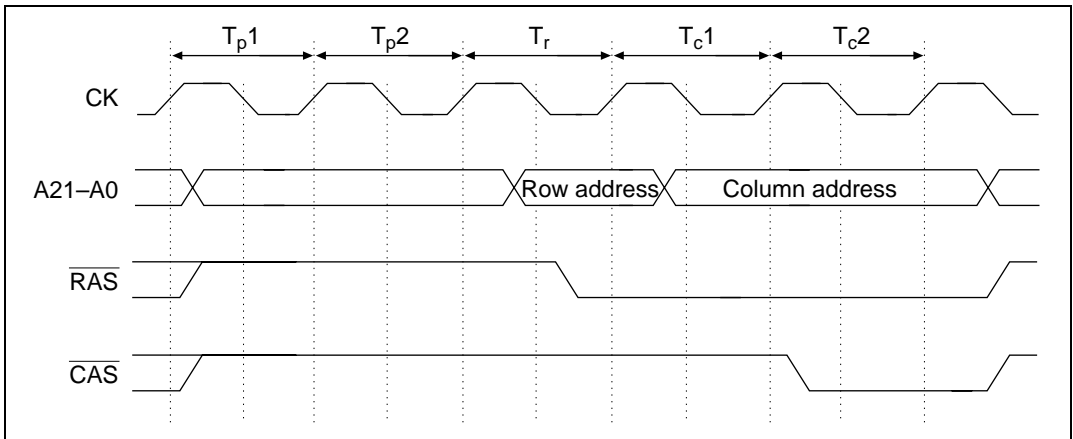 Tp1 Tp2 Tr Tc1 Tc2
CK
A21–A0 Row address Column address
RAS
CAS